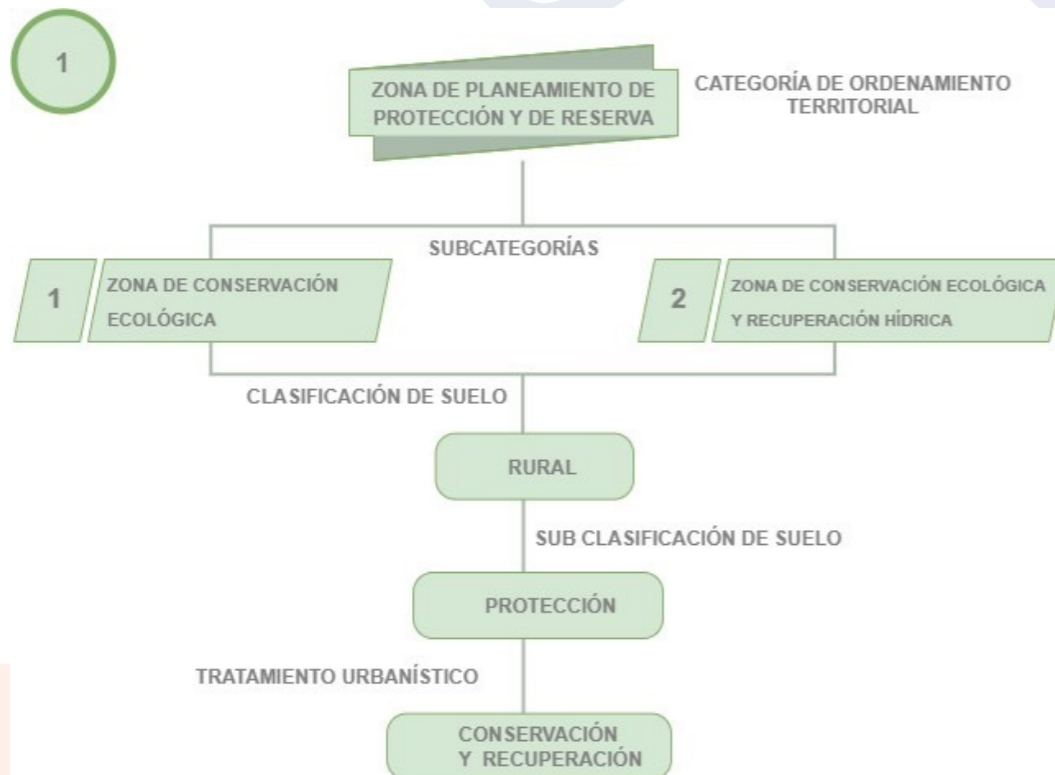 1
ZONA DE PLANEAMIENTO DE
PROTECCIÓN Y DE RESERVA
CATEGORÍA DE ORDENAMIENTO
TERRITORIAL
SUBCATEGORÍAS
1
ZONA DE CONSERVACIÓN
ECOLÓGICA
2
ZONA DE CONSERVACIÓN ECOLÓGICA
Y RECUPERACIÓN HÍDRICA
CLASIFICACIÓN DE SUELO
RURAL
SUB CLASIFICACIÓN DE SUELO
PROTECCIÓN
TRATAMIENTO URBANÍSTICO
CONSERVACIÓN
Y RECUPERACIÓN